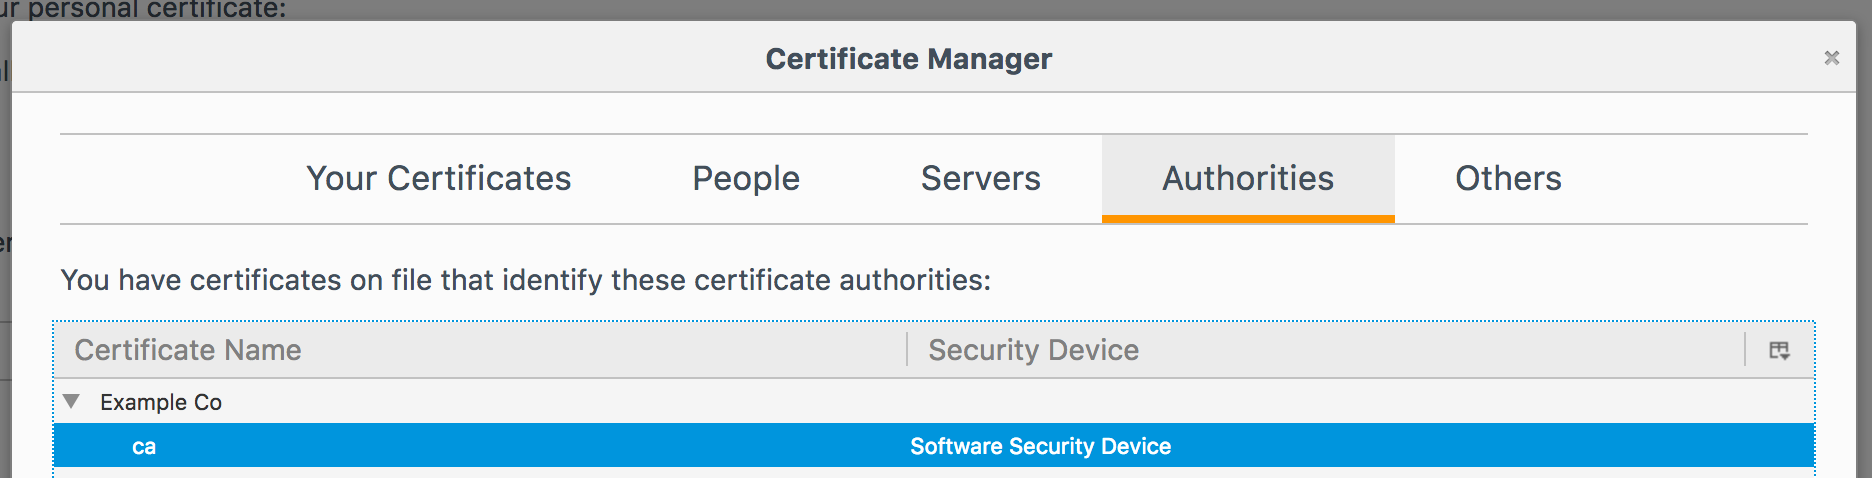 ur personal certificate:
Certificate Manager
Your Certificates People Servers Authorities Others
You have certificates on file that identify these certificate authorities:
Certificate Name Security Device
Example Co
ca Software Security Device